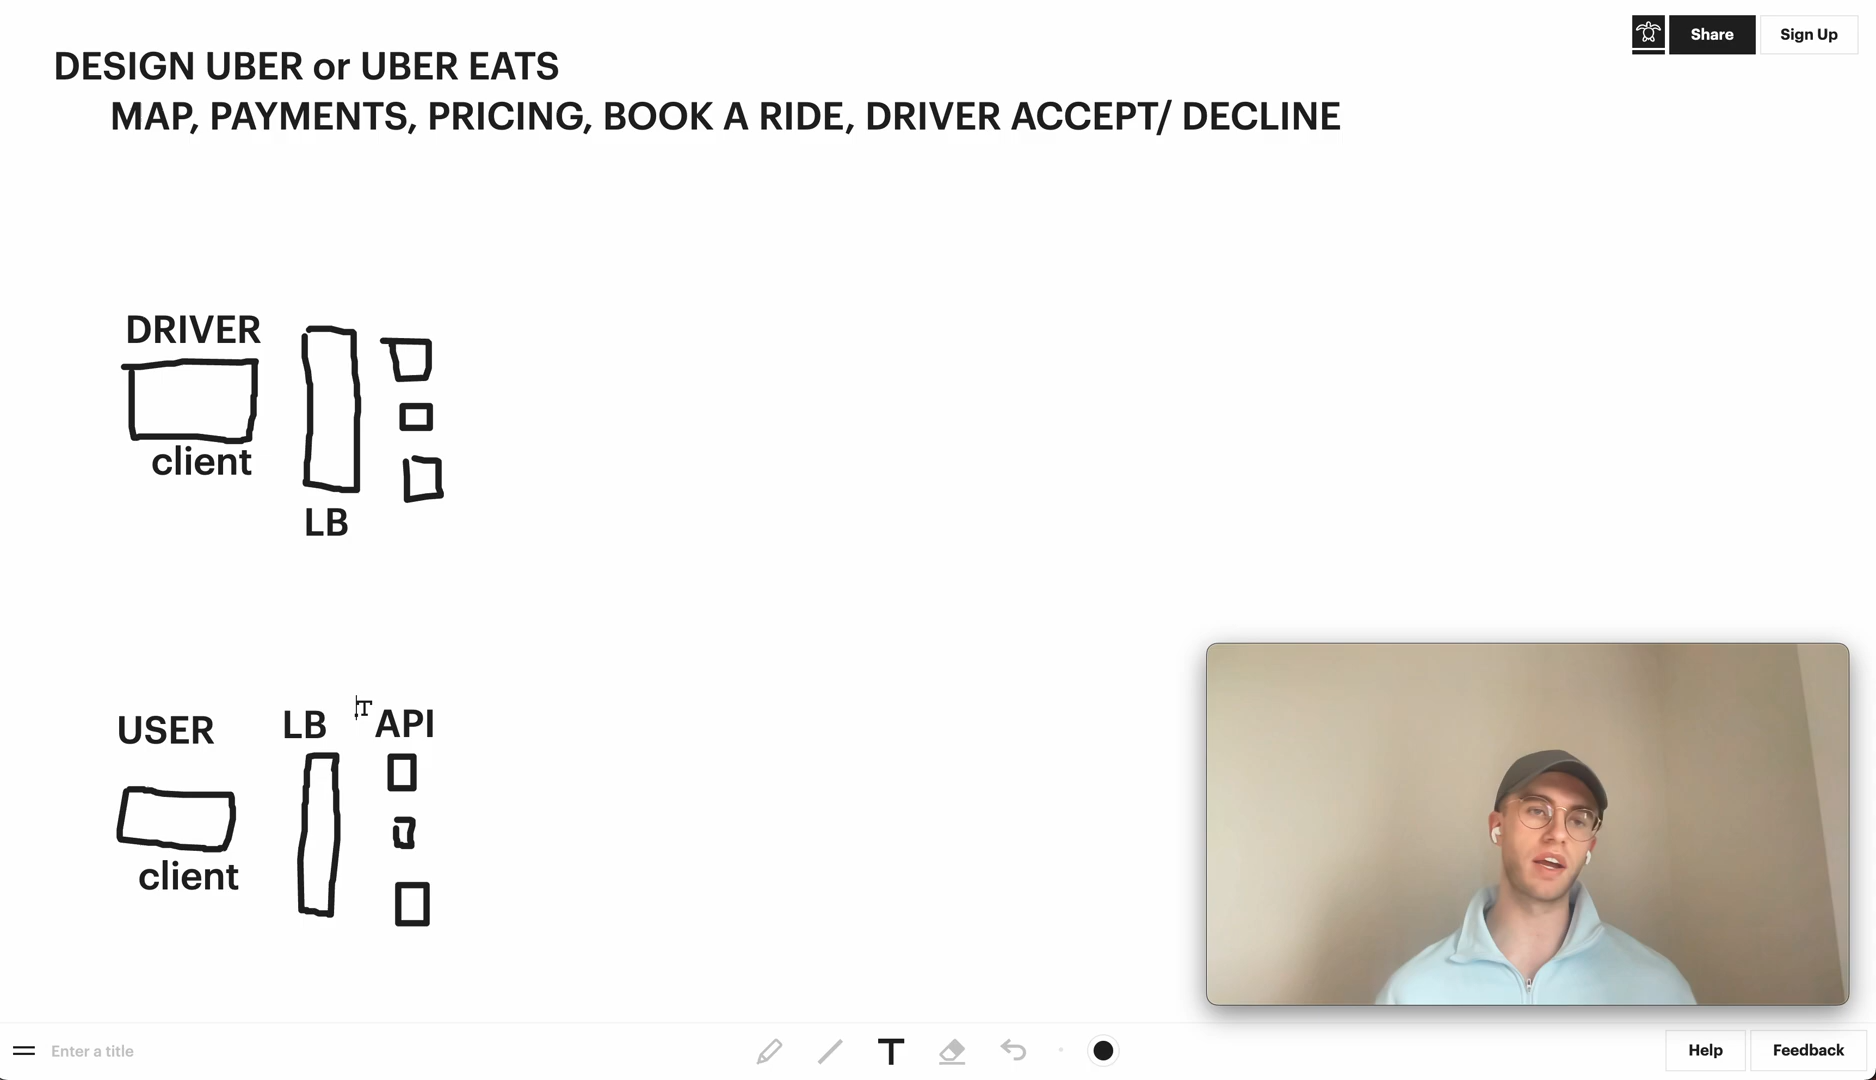 DESIGN UBER or UBER EATS
MAP, PAYMENTS, PRICING, BOOK A RIDE, DRIVER ACCEPT/ DECLINE
Share
Sign Up
DRIVER
client
LB
USER
LB
API
client
Enter a title
T
Help
Feedback